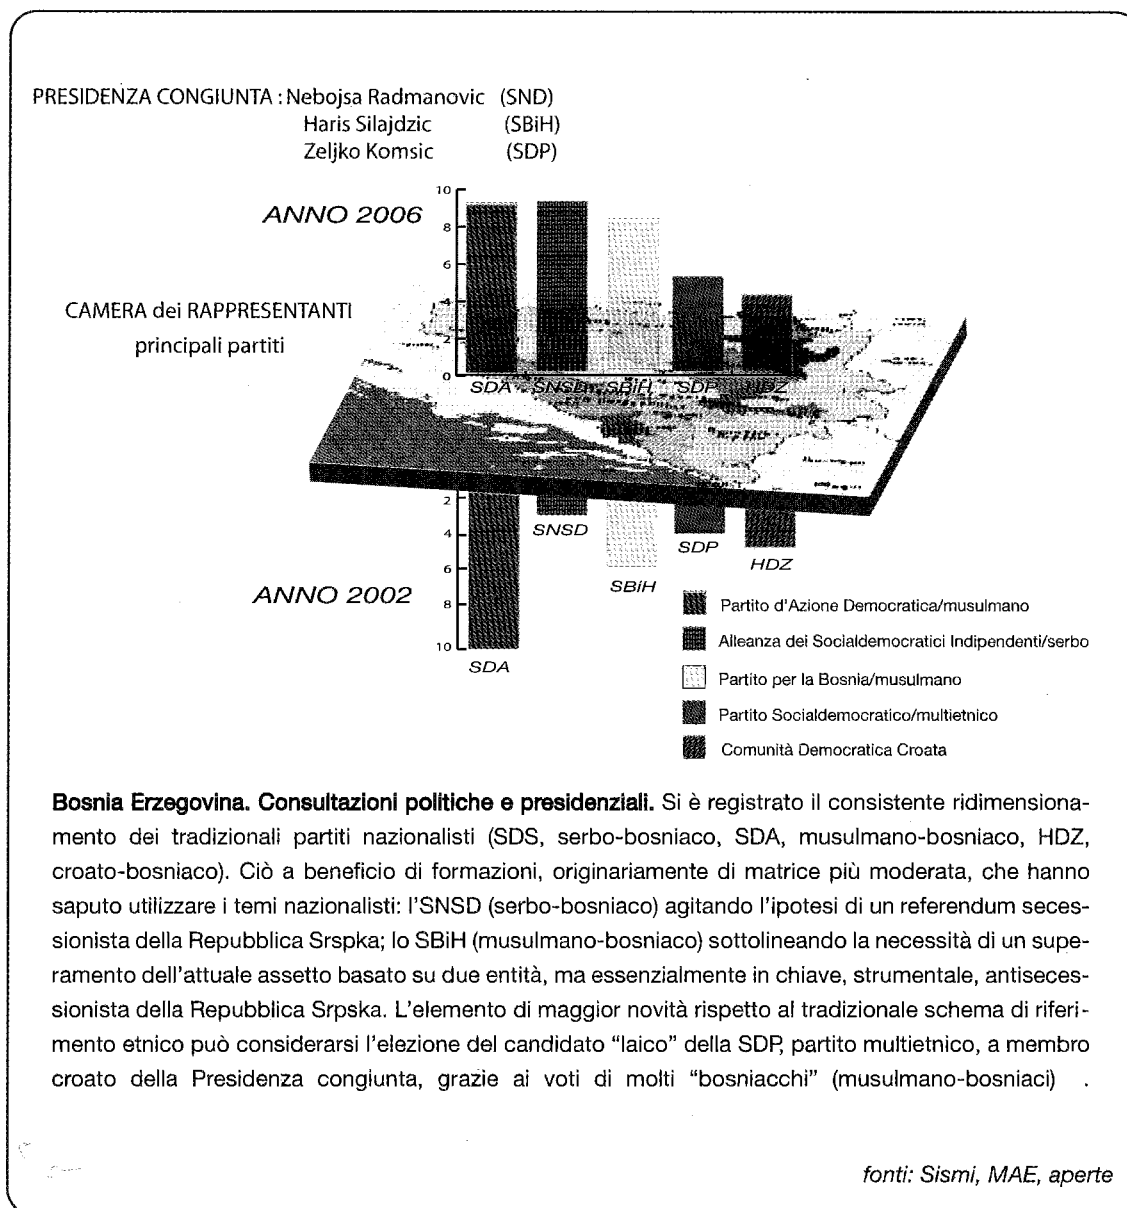 PRESIDENZA CONGIUNTA : Nebojsa Radmanovic (SND)
Haris Silajdzic (SBiH)
Zeljko Komsic (SDP)
ANNO 2006
10
8
6
4
2
0
CAMERA dei RAPPRESENTANTI
principali partiti
SDA SNSD SBiH SDP HDZ
2
4
6
8
10
SNSD
SDP
HDZ
SBiH
SDA
ANNO 2002
Partito d'Azione Democratica/musulmano
Alleanza dei Socialdemocratici Indipendenti/serbo
Partito per la Bosnia/musulmano
Partito Socialdemocratico/multietnico
Comunità Democratica Croata
Bosnia Erzegovina. Consultazioni politiche e presidenziali. Si è registrato il consistente ridimensiona-
mento dei tradizionali partiti nazionalisti (SDS, serbo-bosniaco, SDA, musulmano-bosniaco, HDZ,
croato-bosniaco). Ciò a beneficio di formazioni, originariamente di matrice più moderata, che hanno
saputo utilizzare i temi nazionalisti: l'SNSD (serbo-bosniaco) agitando l'ipotesi di un referendum seces-
sionista della Repubblica Srspka; lo SBiH (musulmano-bosniaco) sottolineando la necessità di un supe-
ramento dell'attuale assetto basato su due entità, ma essenzialmente in chiave, strumentale, antiseces-
sionista della Repubblica Srpska. L'elemento di maggior novità rispetto al tradizionale schema di riferi-
mento etnico può considerarsi l'elezione del candidato “laico” della SDP, partito multietnico, a membro
croato della Presidenza congiunta, grazie ai voti di molti “bosniacchi” (musulmano-bosniaci) .
fonti: Sismi, MAE, aperte